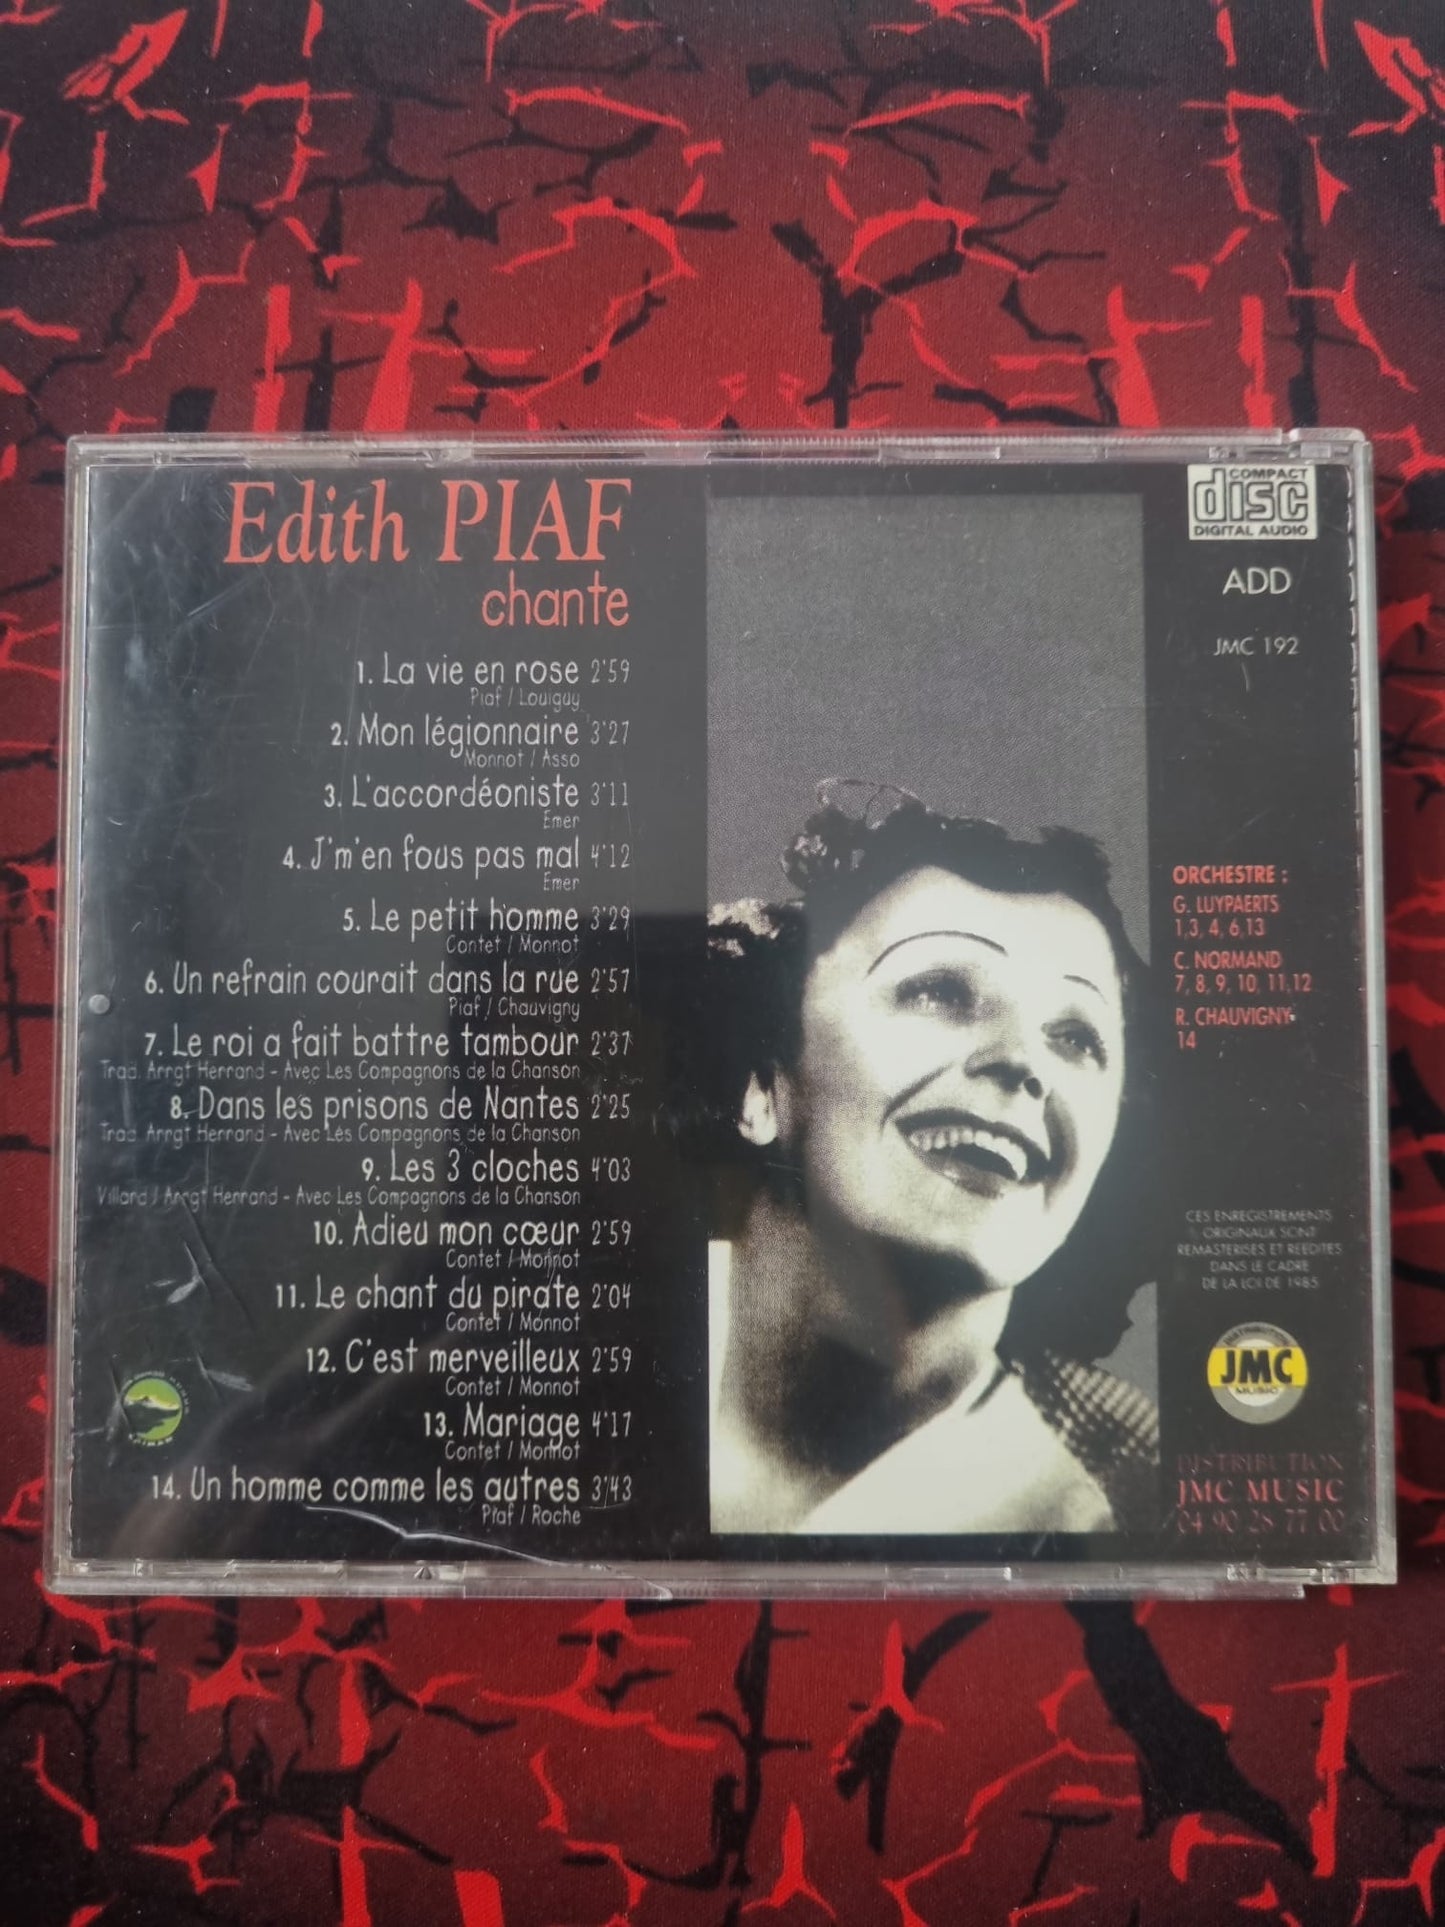 Edith PIAF
chante
1. La vie en rose 2'59
Piaf / Louiguy
2. Mon légionnaire 3'27
Monnot / Asso
3. L'accordéoniste 3'11
Emer
4. J'm'en fous pas mal 4'12
Emer
5. Le petit homme 3'29
Contet / Monnot
6. Un refrain courait dans la rue 2'57
Piaf / Chauvigny
7. Le roi a fait battre tambour 2'37
Trad. Arrgt Herrand - Avec Les Compagnons de la Chanson
8. Dans les prisons de Nantes 2'25
Trad. Arrgt Herrand - Avec Les Compagnons de la Chanson
9. Les 3 cloches 4'03
Villard / Arrgt Herrand - Avec Les Compagnons de la Chanson
10. Adieu mon cœur 2'59
Contet / Monnot
11. Le chant du pirate 2'04
Contet / Monnot
12. C'est merveilleux 2'59
Contet / Monnot
13. Mariage 4'17
Contet / Monnot
14. Un homme comme les autres 3'43
Piaf / Roche
COMPACT
disc
DIGITAL AUDIO
ADD
JMC 192
ORCHESTRE :
G. LUYPAERTS
1,3, 4, 6,13
C. NORMAND
7, 8, 9, 10, 11,12
R. CHAUVIGNY
14
CES ENREGISTREMENTS
ORIGINAUX SONT
REMASTERISES ET REEDITES
DANS LE CADRE
DE LA LOI DE 1985
DISTRIBUTION
JMC
MUSIC
DISTRIBUTION
JMC MUSIC
04 90 28 77 00